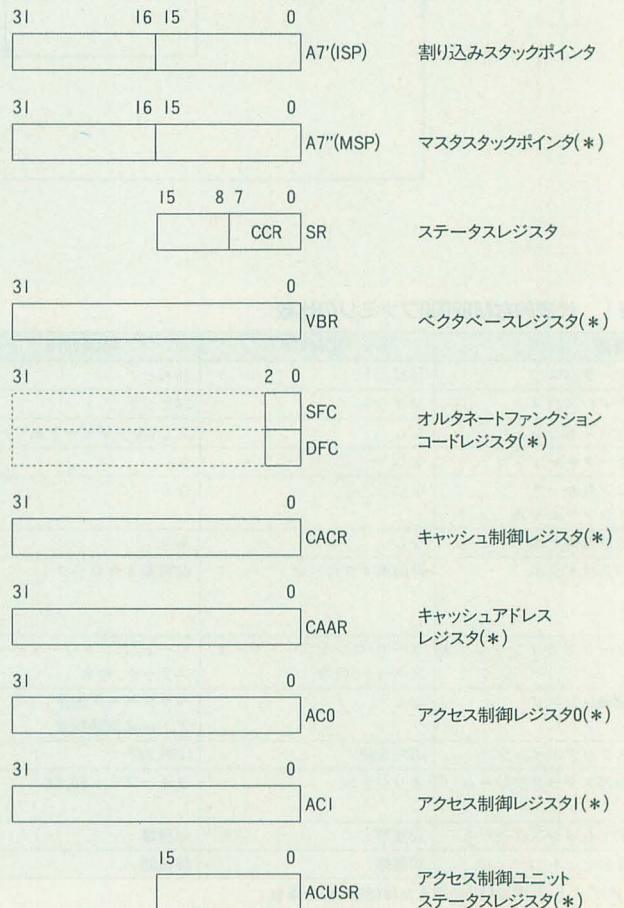 31 16 15 0
A7'(ISP) 割り込みスタックポインタ
31 16 15 0
A7''(MSP) マスタスタックポインタ(*)
15 8 7 0
CCR SR ステータスレジスタ
31 0
VBR ベクタベースレジスタ(*)
31 2 0
SFC
DFC
オルタネートファンクション
コードレジスタ(*)
31 0
CACR キャッシュ制御レジスタ(*)
31 0
CAAR
キャッシュアドレス
レジスタ(*)
31 0
AC0 アクセス制御レジスタ0(*)
31 0
AC1 アクセス制御レジスタ1(*)
15 0
ACUSR
アクセス制御ユニット
ステータスレジスタ(*)